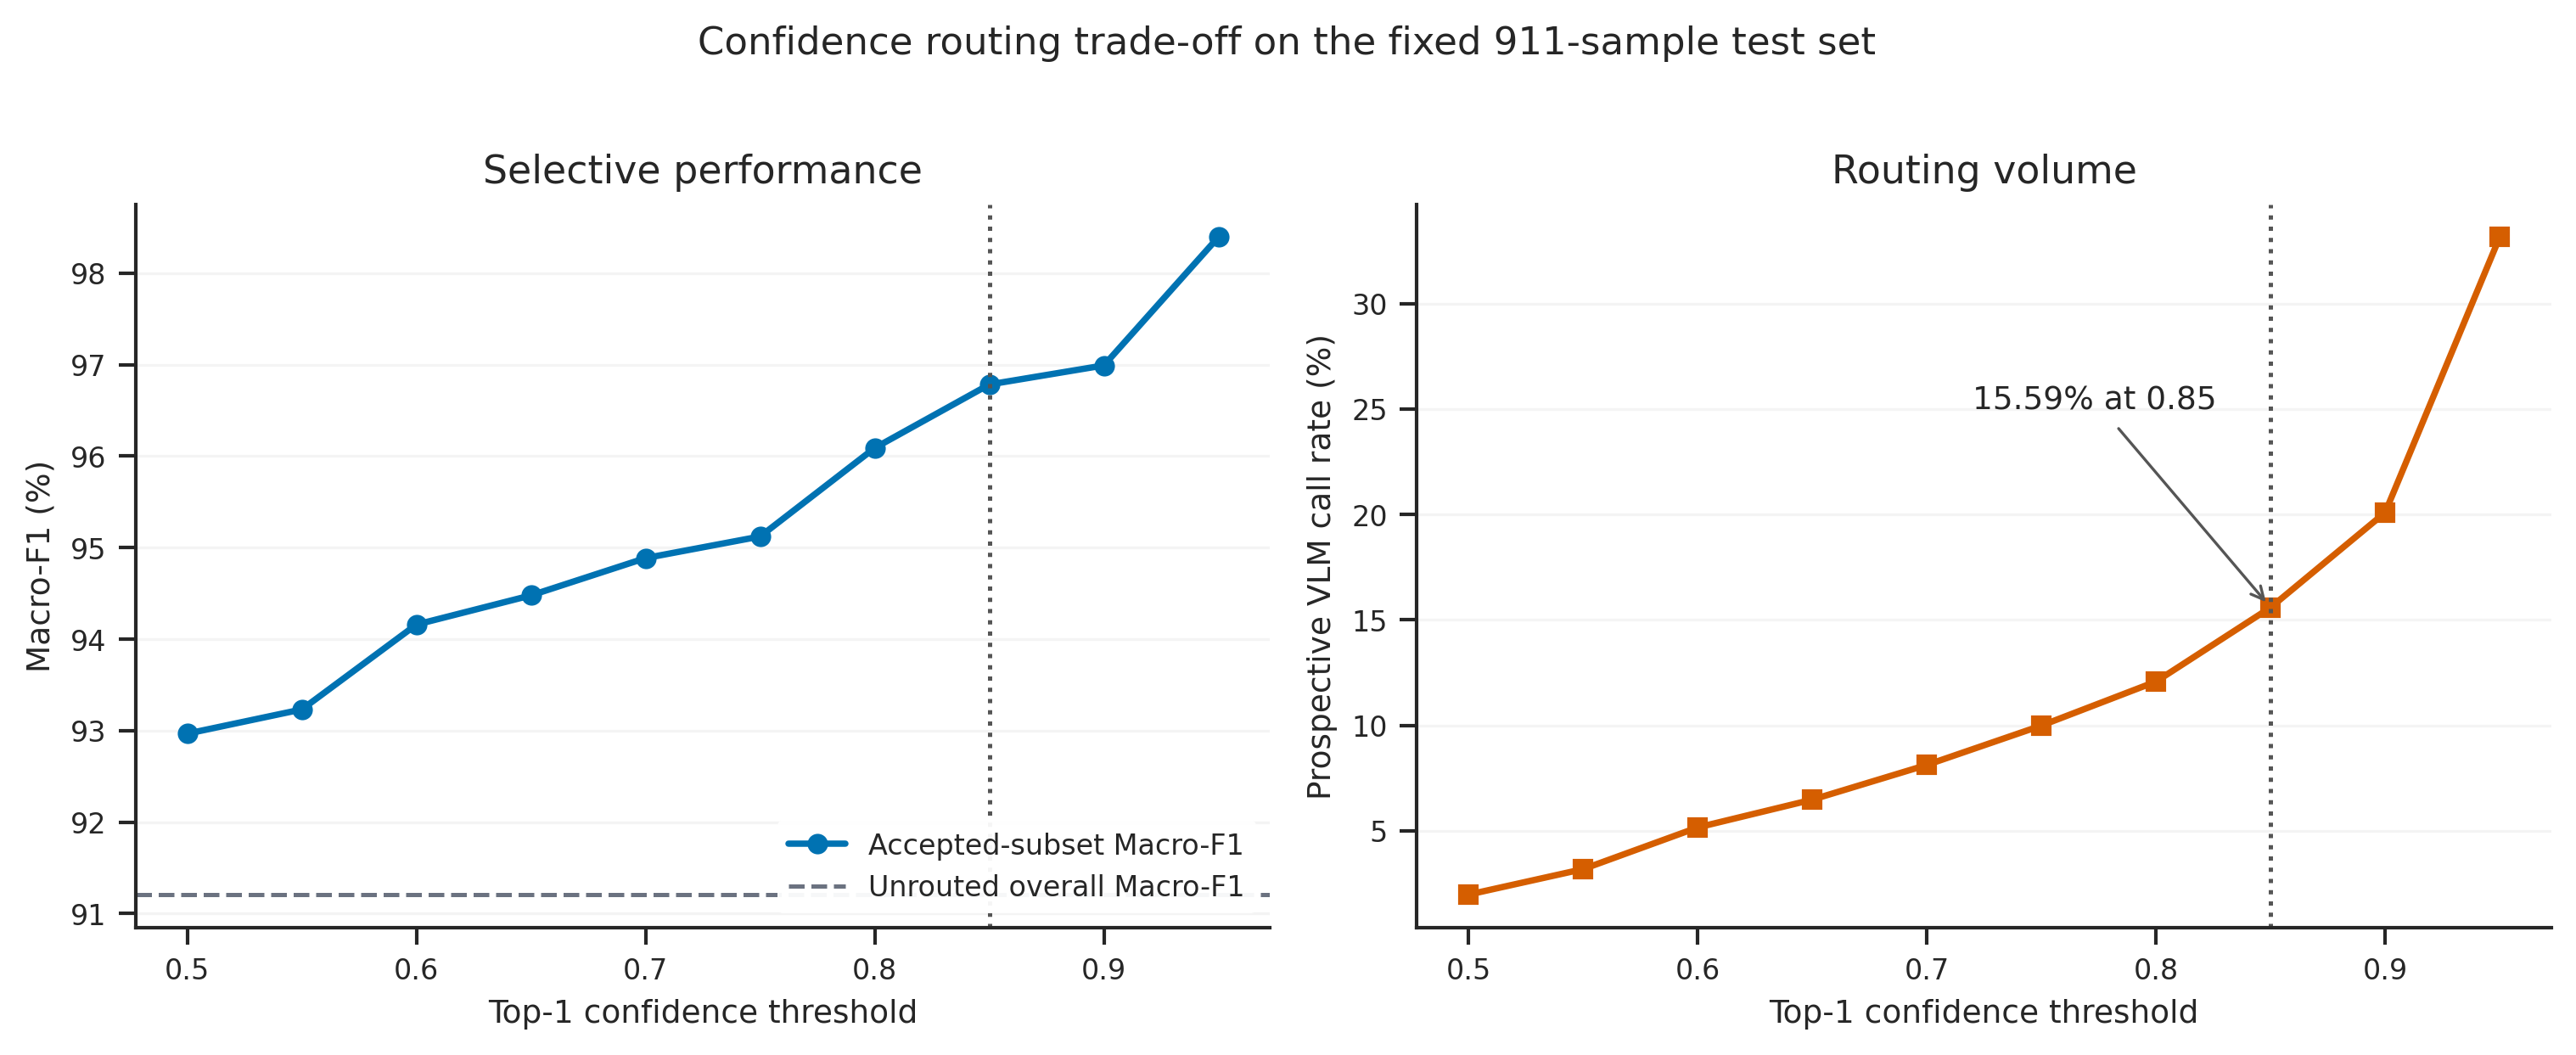 Confidence routing trade-off on the fixed 911-sample test set
Selective performance
Macro-F1 (%)
98
97
96
95
94
93
92
91
Accepted-subset Macro-F1
Unrouted overall Macro-F1
0.5 0.6 0.7 0.8 0.9
Top-1 confidence threshold
Routing volume
Prospective VLM call rate (%)
30
25
20
15
10
5
15.59% at 0.85
0.5 0.6 0.7 0.8 0.9
Top-1 confidence threshold